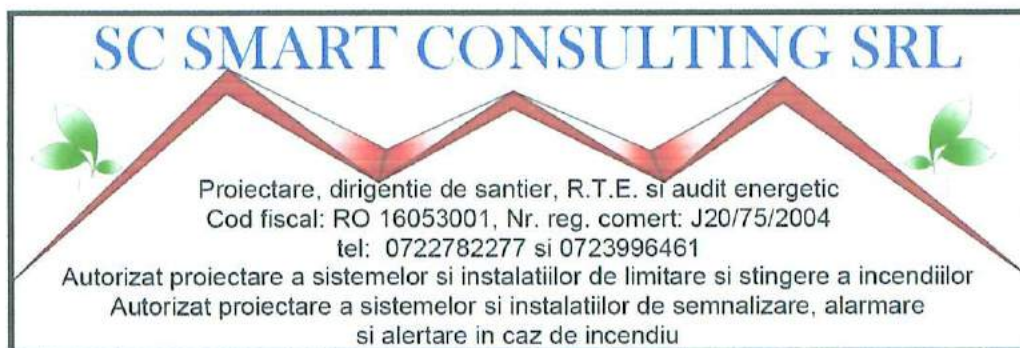 SC SMART CONSULTING SRL
Proiectare, dirigentie de santier, R.T.E. si audit energetic
Cod fiscal: RO 16053001, Nr. reg. comert: J20/75/2004
tel: 0722782277 si 0723996461
Autorizat proiectare a sistemelor si instalatiilor de limitare si stingere a incendiilor
Autorizat proiectare a sistemelor si instalatiilor de semnalizare, alarmare
si alertare in caz de incendiu